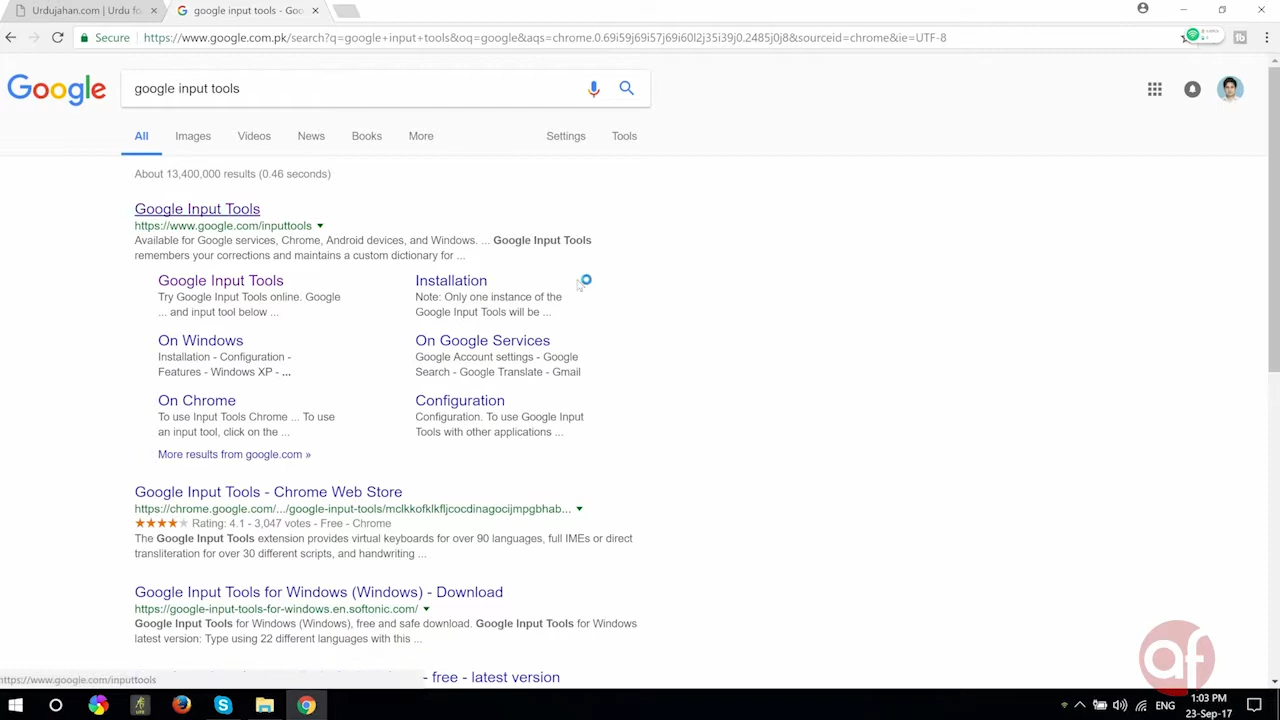 Urdujahan.com | Urdu fo
google input tools - Goo
Secure
https://www.google.com.pk/search?q=google+input+tools&oq=google&aqs=chrome.0.69i59j69i57j69i60l2j35i39j0.2485j0j8&sourceid=chrome&ie=UTF-8
Google
google input tools
All Images Videos News Books More Settings Tools
About 13,400,000 results (0.46 seconds)
Google Input Tools
https://www.google.com/inputtools
Available for Google services, Chrome, Android devices, and Windows. ... Google Input Tools
remembers your corrections and maintains a custom dictionary for ...
Google Input Tools
Try Google Input Tools online. Google
... and input tool below ...
Installation
Note: Only one instance of the
Google Input Tools will be ...
On Windows
Installation - Configuration -
Features - Windows XP - ...
On Google Services
Google Account settings - Google
Search - Google Translate - Gmail
On Chrome
To use Input Tools Chrome ... To use
an input tool, click on the ...
Configuration
Configuration. To use Google Input
Tools with other applications ...
More results from google.com »
Google Input Tools - Chrome Web Store
https://chrome.google.com/.../google-input-tools/mclkkofklkfljcocdinagocijmpgbhab...
Rating: 4.1 - 3,047 votes - Free - Chrome
The Google Input Tools extension provides virtual keyboards for over 90 languages, full IMEs or direct
transliteration for over 30 different scripts, and handwriting ...
Google Input Tools for Windows (Windows) - Download
https://google-input-tools-for-windows.en.softonic.com/
Google Input Tools for Windows (Windows), free and safe download. Google Input Tools for Windows
latest version: Type using 22 different languages with this ...
- free - latest version
https://www.google.com/inputtools
af
ENG
1:03 PM
23-Sep-17